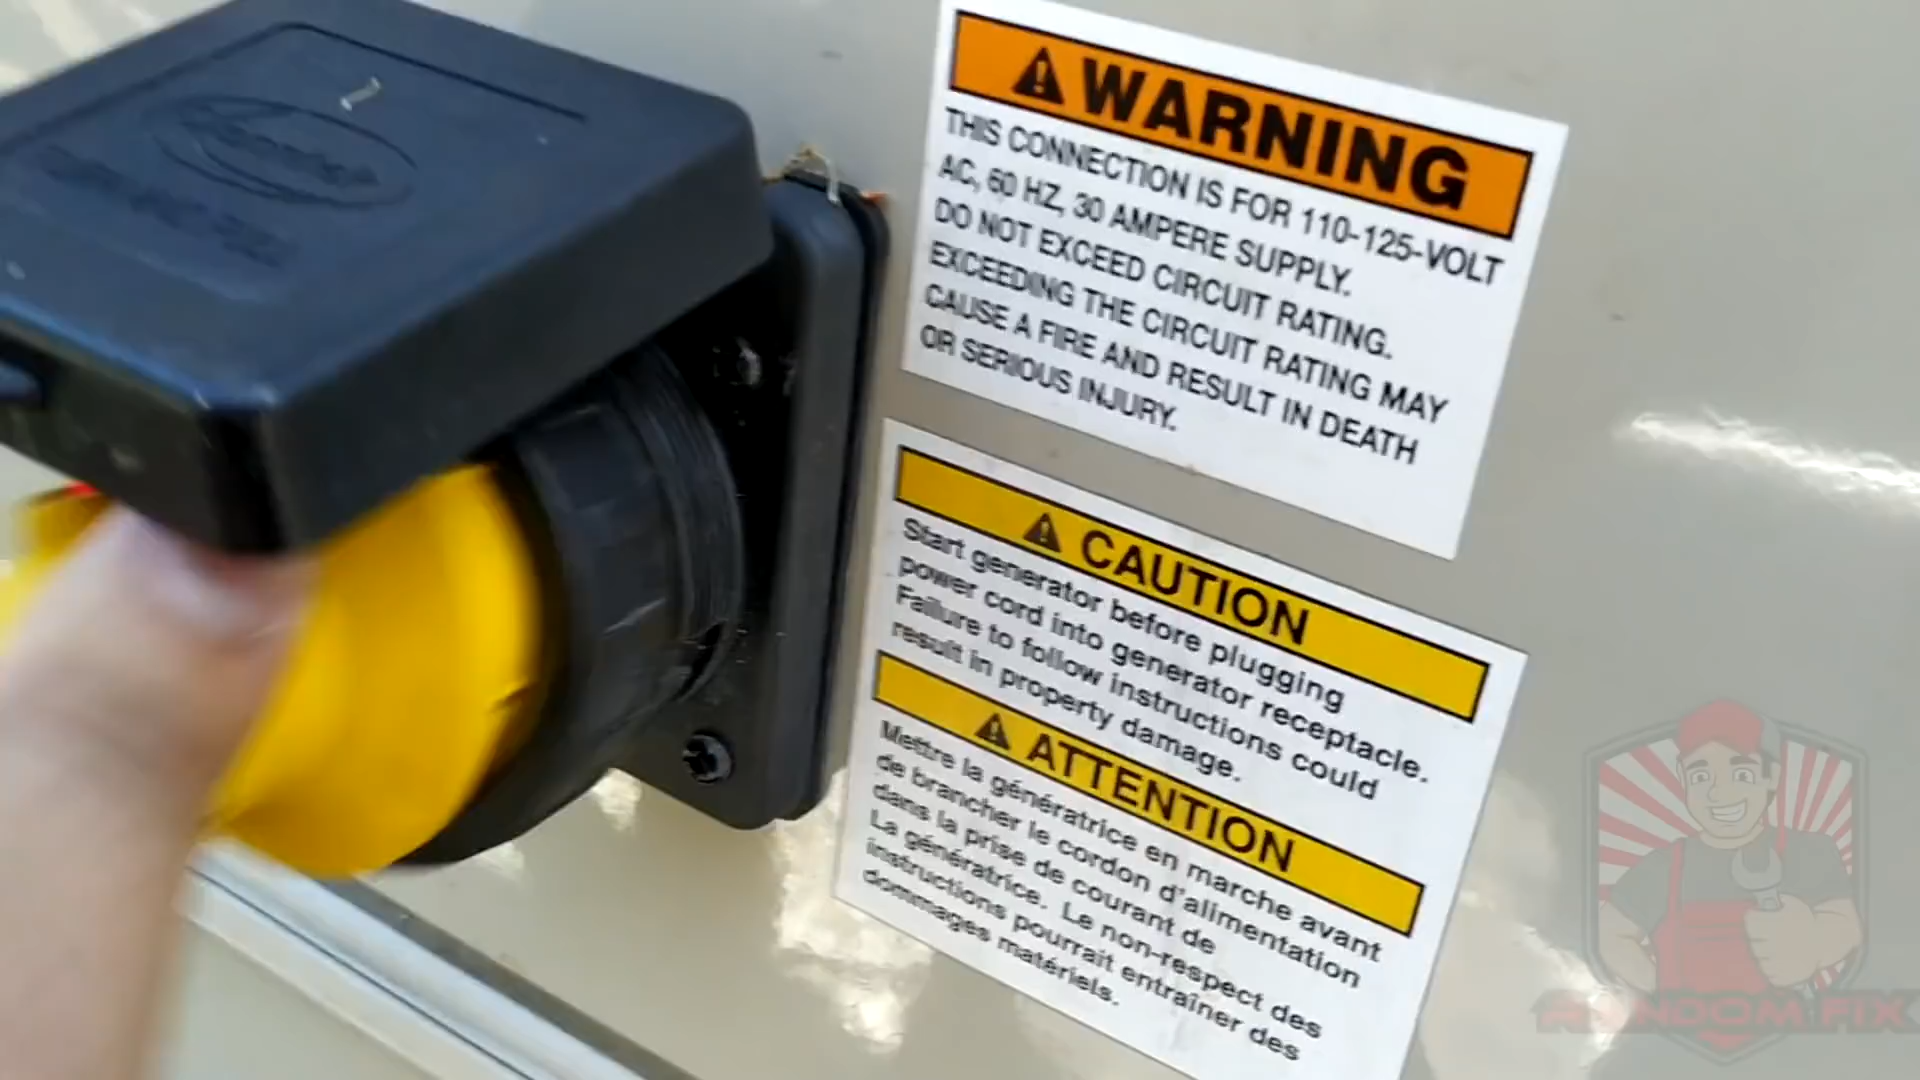 WARNING
THIS CONNECTION IS FOR 110-125-VOLT
AC, 60 HZ, 30 AMPERE SUPPLY.
DO NOT EXCEED CIRCUIT RATING.
EXCEEDING THE CIRCUIT RATING MAY
CAUSE A FIRE AND RESULT IN DEATH
OR SERIOUS INJURY.
CAUTION
Start generator before plugging
power cord into generator receptacle.
Failure to follow instructions could
result in property damage.
ATTENTION
Mettre la génératrice en marche avant
de brancher le cordon d'alimentation
dans la prise de courant de
La génératrice. Le non-respect des
instructions pourrait entraîner des
dommages matériels.
RANDOM FIX